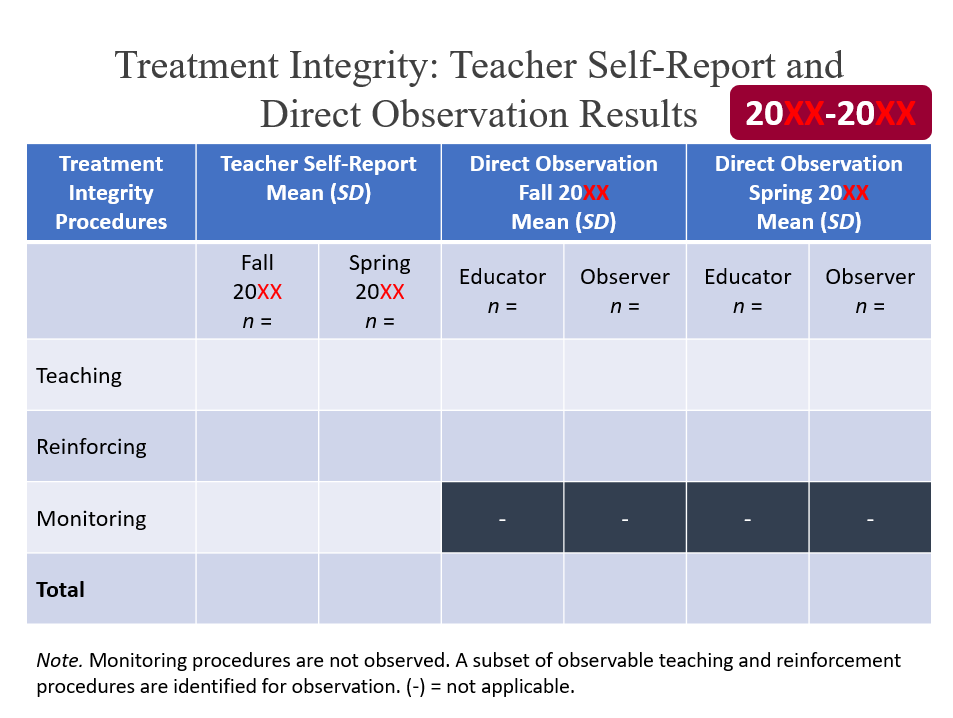 Treatment Integrity: Teacher Self-Report and
Direct Observation Results
20XX-20XX
Treatment
Integrity
Procedures
Teacher Self-Report
Mean (SD)
Direct Observation
Fall 20XX
Mean (SD)
Direct Observation
Spring 20XX
Mean (SD)
Fall
20XX
n =
Spring
20XX
n =
Educator
n =
Observer
n =
Educator
n =
Observer
n =
Teaching
Reinforcing
Monitoring
-
-
-
-
Total
Note. Monitoring procedures are not observed. A subset of observable teaching and reinforcement
procedures are identified for observation. (-) = not applicable.